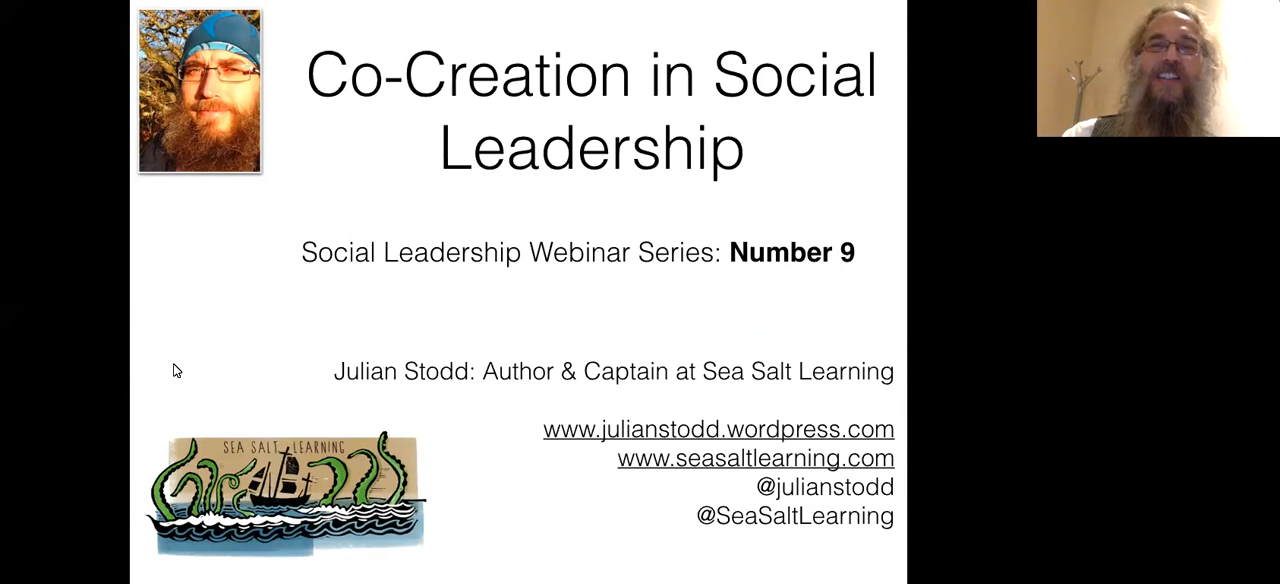 Co-Creation in Social
Leadership
Social Leadership Webinar Series: Number 9
Julian Stodd: Author & Captain at Sea Salt Learning
www.julianstodd.wordpress.com
www.seasaltlearning.com
@julianstodd
@SeaSaltLearning
SEA SALT LEARNING